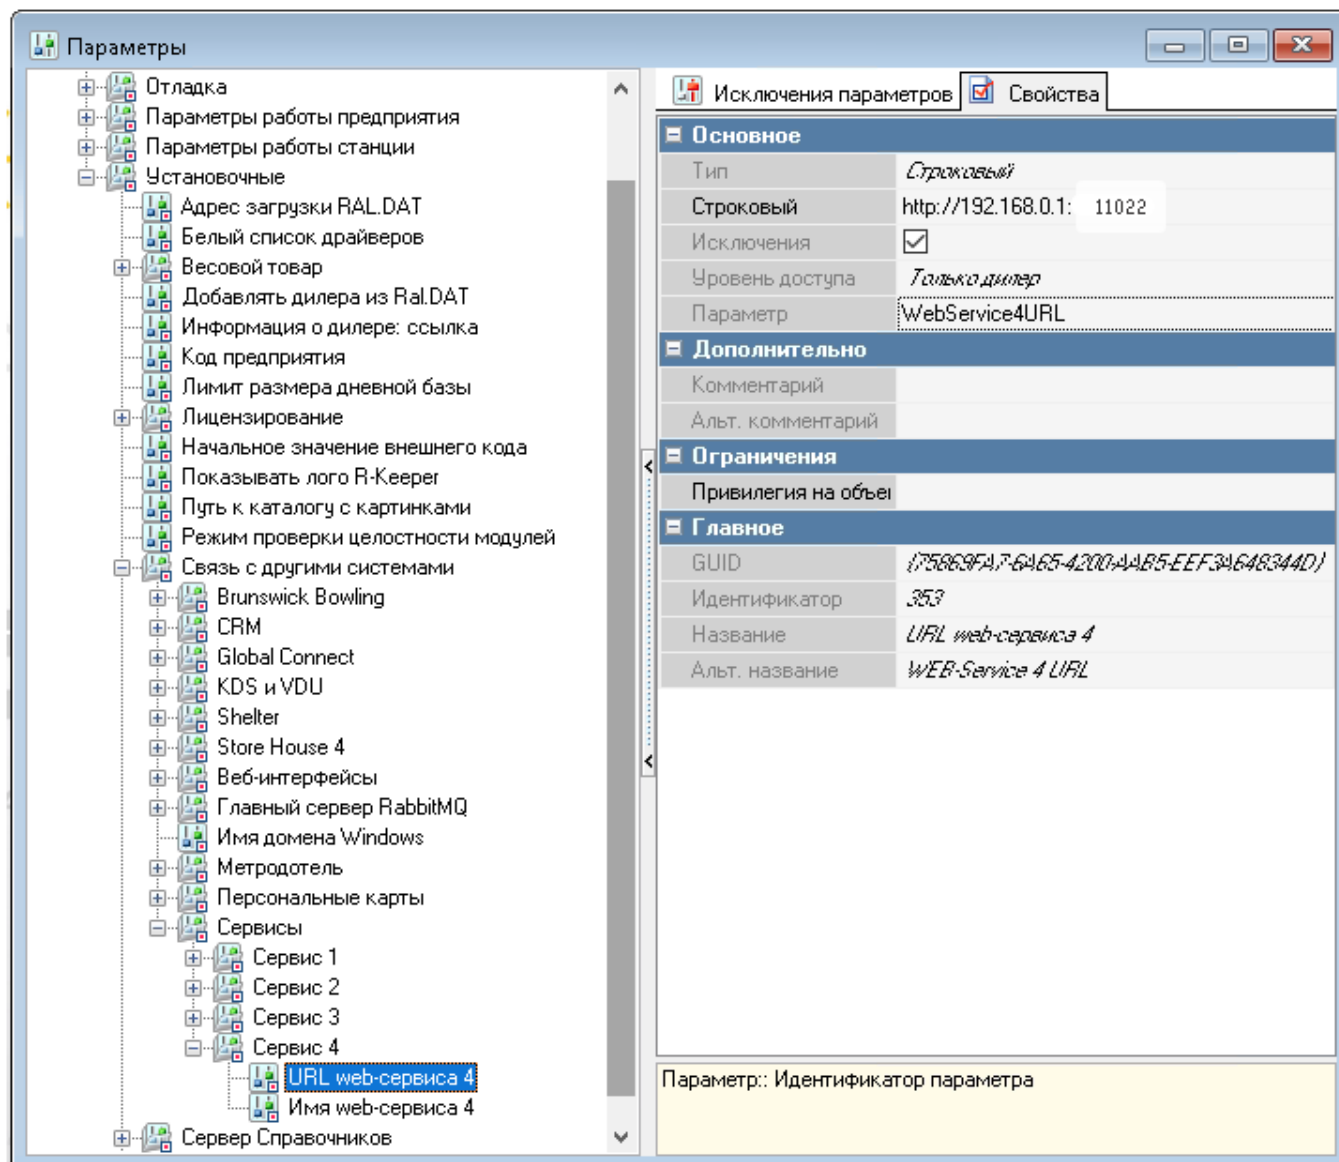 Параметры
Отладка
Параметры работы предприятия
Параметры работы станции
Установочные
Адрес загрузки RAL.DAT
Белый список драйверов
Весовой товар
Добавлять дилера из Ral.DAT
Информация о дилере: ссылка
Код предприятия
Лимит размера дневной базы
Лицензирование
Начальное значение внешнего кода
Показывать лого R-Keeper
Путь к каталогу с картинками
Режим проверки целостности модулей
Связь с другими системами
Brunswick Bowling
CRM
Global Connect
KDS и VDU
Shelter
Store House 4
Веб-интерфейсы
Главный сервер RabbitMQ
Имя домена Windows
Метродотель
Персональные карты
Сервисы
Сервис 1
Сервис 2
Сервис 3
Сервис 4
URL web-сервиса 4
Имя web-сервиса 4
Сервер Справочников
Исключения параметров Свойства
Основное
Тип Строковый
Строковый http://192.168.0.1: 11022
Исключения
Уровень доступа Только дилер
Параметр WebService4URL
Дополнительно
Комментарий
Альт. комментарий
Ограничения
Привилегия на объе
Главное
GUID {75869FA7-6A65-4200-AAB5-EEF3A648344D}
Идентификатор 353
Название URL web-сервиса 4
Альт. название WEB-Service 4 URL
Параметр:: Идентификатор параметра